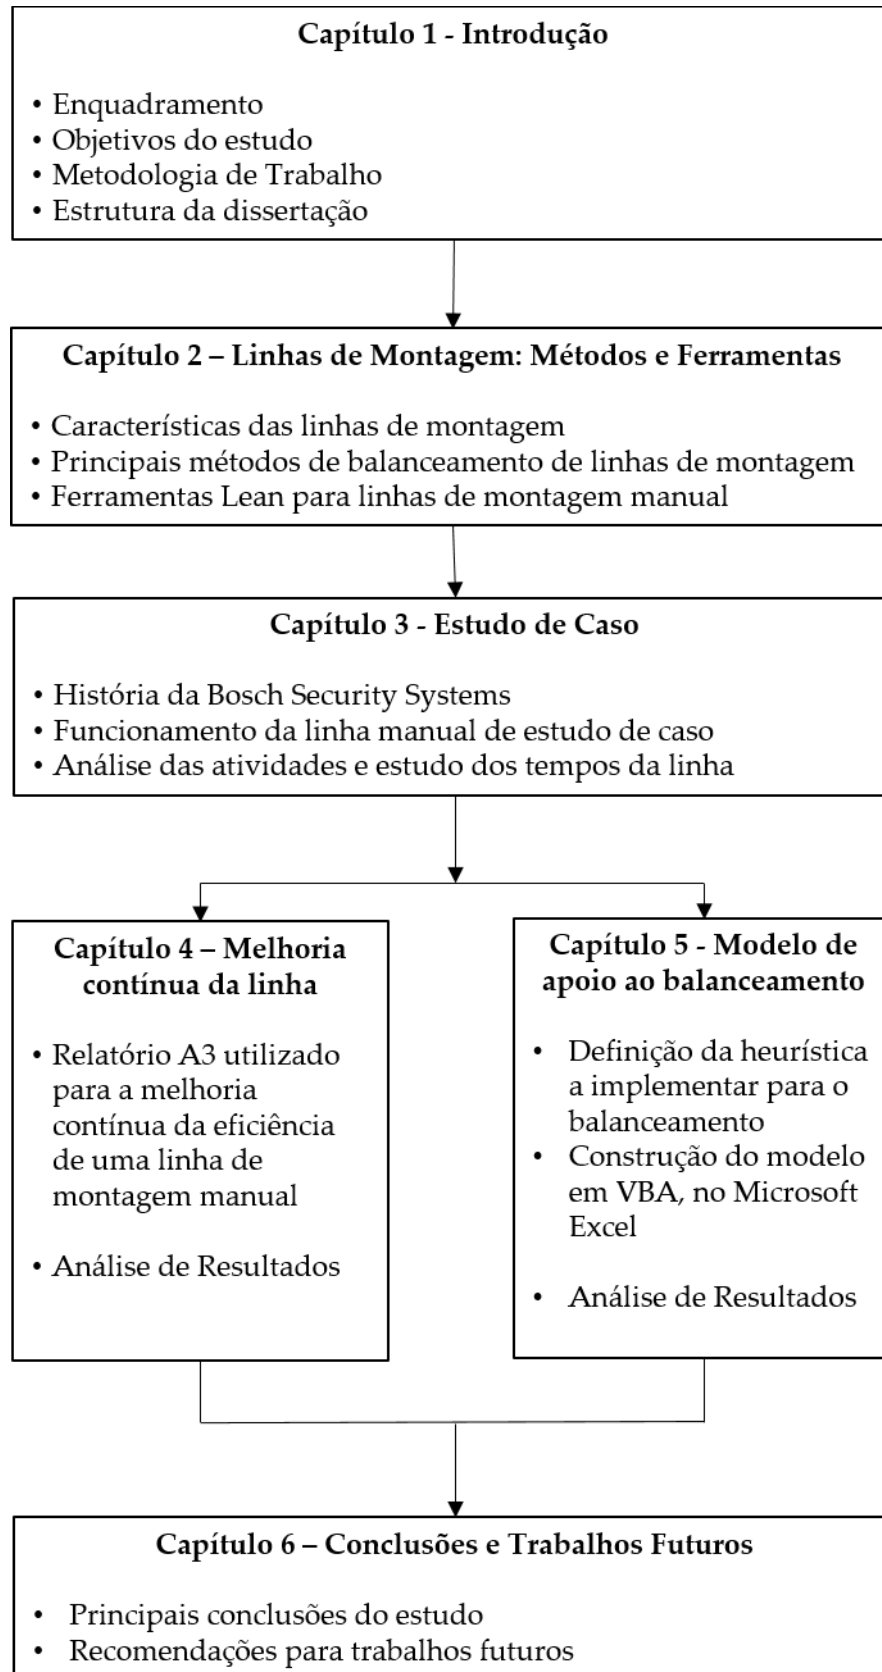 Capítulo 1 - Introdução
• Enquadramento
• Objetivos do estudo
• Metodologia de Trabalho
• Estrutura da dissertação
Capítulo 2 – Linhas de Montagem: Métodos e Ferramentas
• Características das linhas de montagem
• Principais métodos de balanceamento de linhas de montagem
• Ferramentas Lean para linhas de montagem manual
Capítulo 3 - Estudo de Caso
• História da Bosch Security Systems
• Funcionamento da linha manual de estudo de caso
• Análise das atividades e estudo dos tempos da linha
Capítulo 4 – Melhoria
contínua da linha
• Relatório A3 utilizado
para a melhoria
contínua da eficiência
de uma linha de
montagem manual
• Análise de Resultados
Capítulo 5 - Modelo de
apoio ao balanceamento
• Definição da heurística
a implementar para o
balanceamento
• Construção do modelo
em VBA, no Microsoft
Excel
• Análise de Resultados
Capítulo 6 – Conclusões e Trabalhos Futuros
• Principais conclusões do estudo
• Recomendações para trabalhos futuros